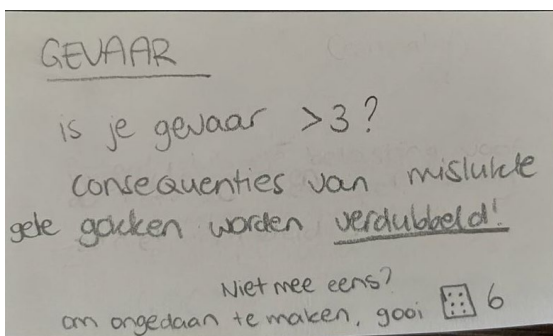 GEVAAR
is je gevaar >3?
consequenties van mislukte
gele gokken worden verdubbeld!
Niet mee eens?
om ongedaan te maken, gooi ⚅ 6